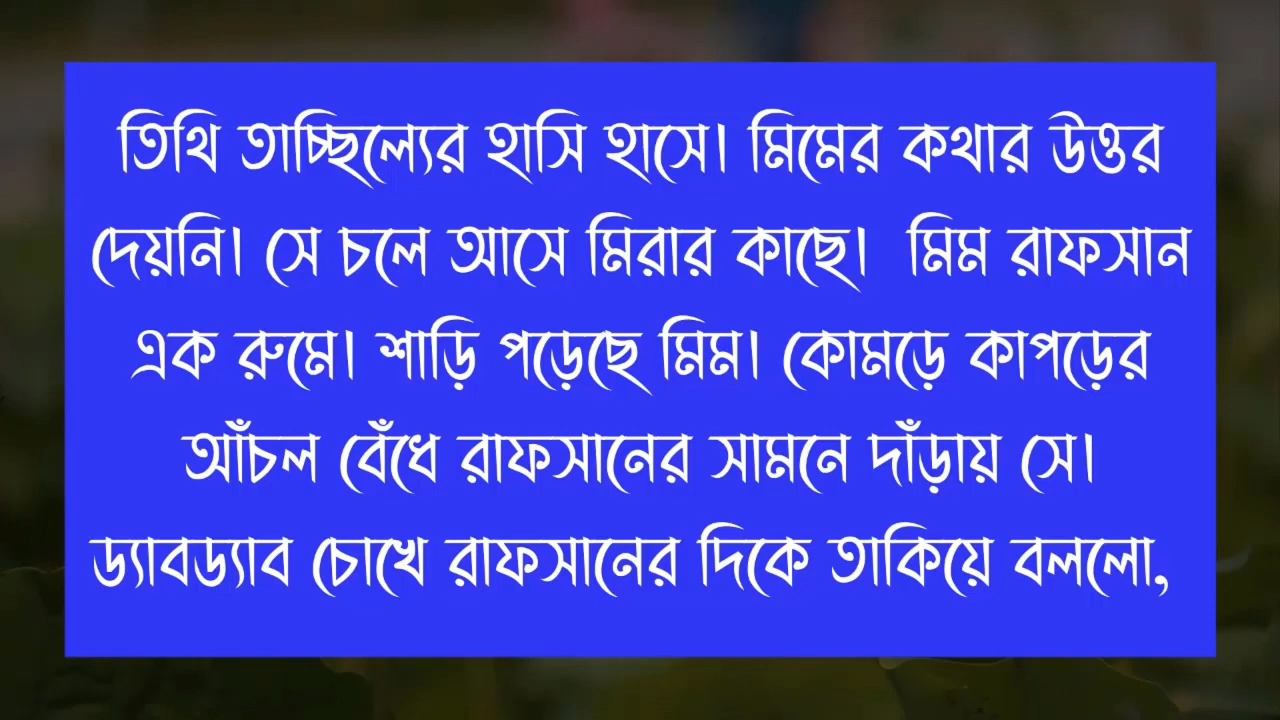 তিথি তাচ্ছিল্যের হাসি হাসে। মিমের কথার উত্তর
দেয়নি। সে চলে আসে মিরার কাছে। মিম রাফসান
এক রুমে। শাড়ি পড়েছে মিম। কোমড়ে কাপড়ের
আঁচল বেঁধে রাফসানের সামনে দাঁড়ায় সে।
ড্যাবড্যাব চোখে রাফসানের দিকে তাকিয়ে বললো,